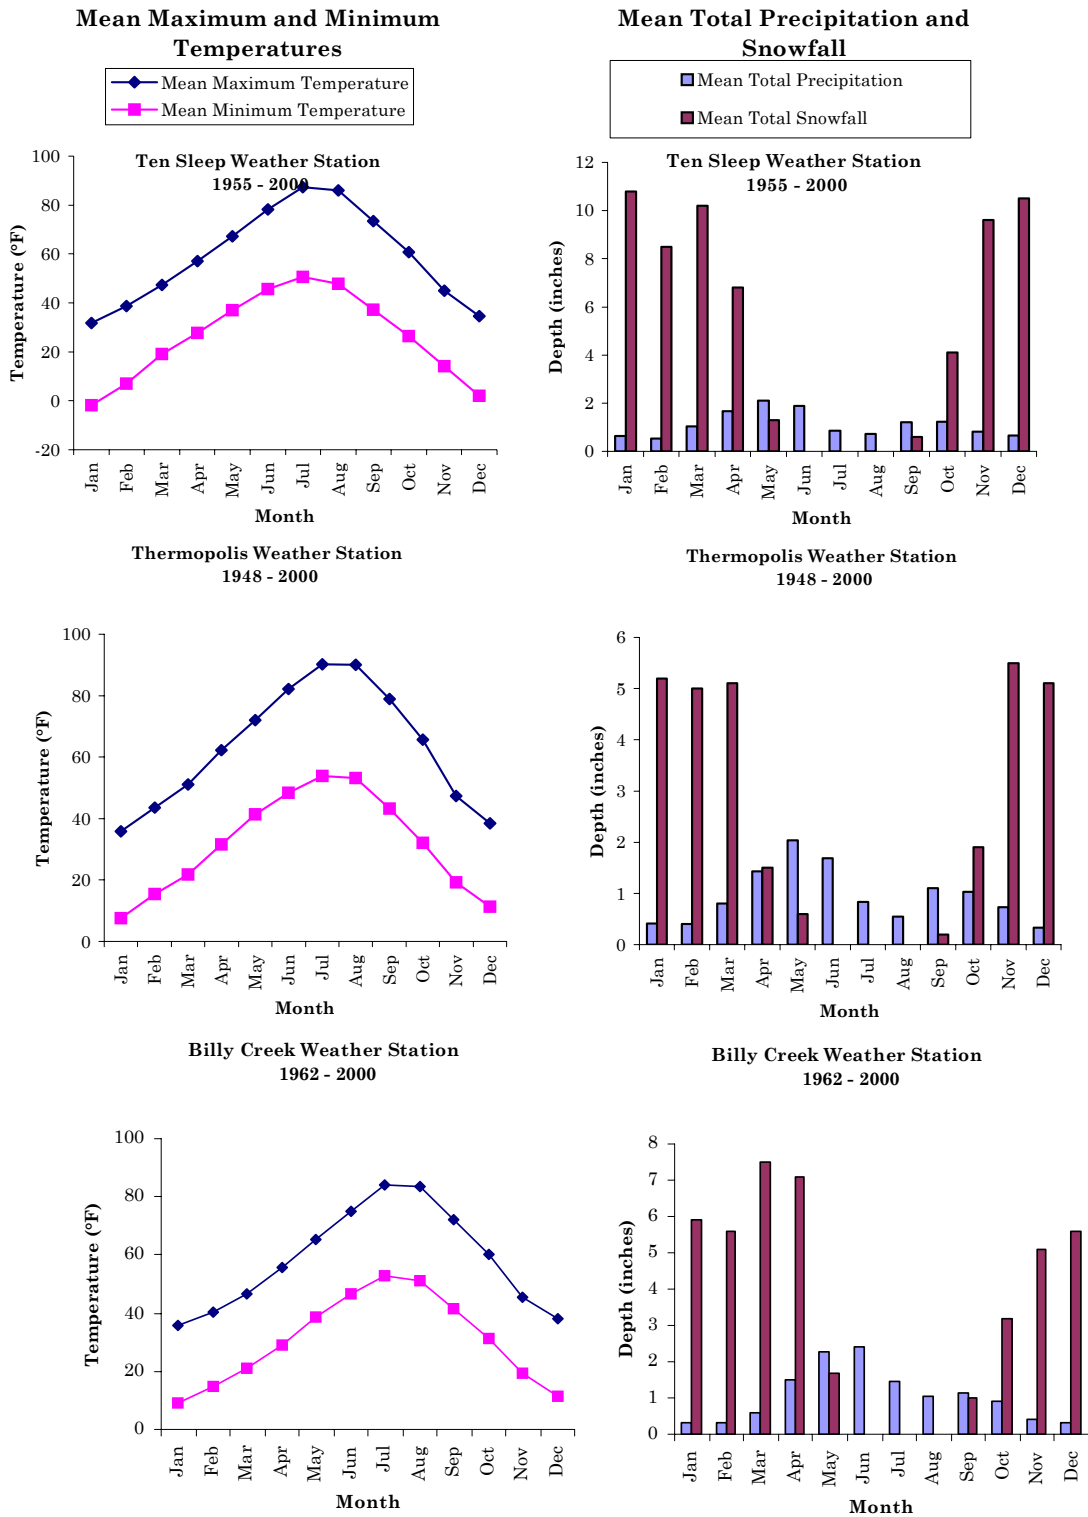 Mean Maximum and Minimum
Temperatures
Mean Maximum Temperature
Mean Minimum Temperature
Ten Sleep Weather Station
1955 - 2000
100
80
60
40
20
0
-20
Temperature (°F)
Jan
Feb
Mar
Apr
May
Jun
Jul
Aug
Sep
Oct
Nov
Dec
Month
Mean Total Precipitation and
Snowfall
Mean Total Precipitation
Mean Total Snowfall
Ten Sleep Weather Station
1955 - 2000
12
10
8
6
4
2
0
Depth (inches)
Jan
Feb
Mar
Apr
May
Jun
Jul
Aug
Sep
Oct
Nov
Dec
Month
Thermopolis Weather Station
1948 - 2000
100
80
60
40
20
0
Temperature (°F)
Jan
Feb
Mar
Apr
May
Jun
Jul
Aug
Sep
Oct
Nov
Dec
Month
Thermopolis Weather Station
1948 - 2000
6
5
4
3
2
1
0
Depth (inches)
Jan
Feb
Mar
Apr
May
Jun
Jul
Aug
Sep
Oct
Nov
Dec
Month
Billy Creek Weather Station
1962 - 2000
100
80
60
40
20
0
Temperature (°F)
Jan
Feb
Mar
Apr
May
Jun
Jul
Aug
Sep
Oct
Nov
Dec
Month
Billy Creek Weather Station
1962 - 2000
8
7
6
5
4
3
2
1
0
Depth (inches)
Jan
Feb
Mar
Apr
May
Jun
Jul
Aug
Sep
Oct
Nov
Dec
Month